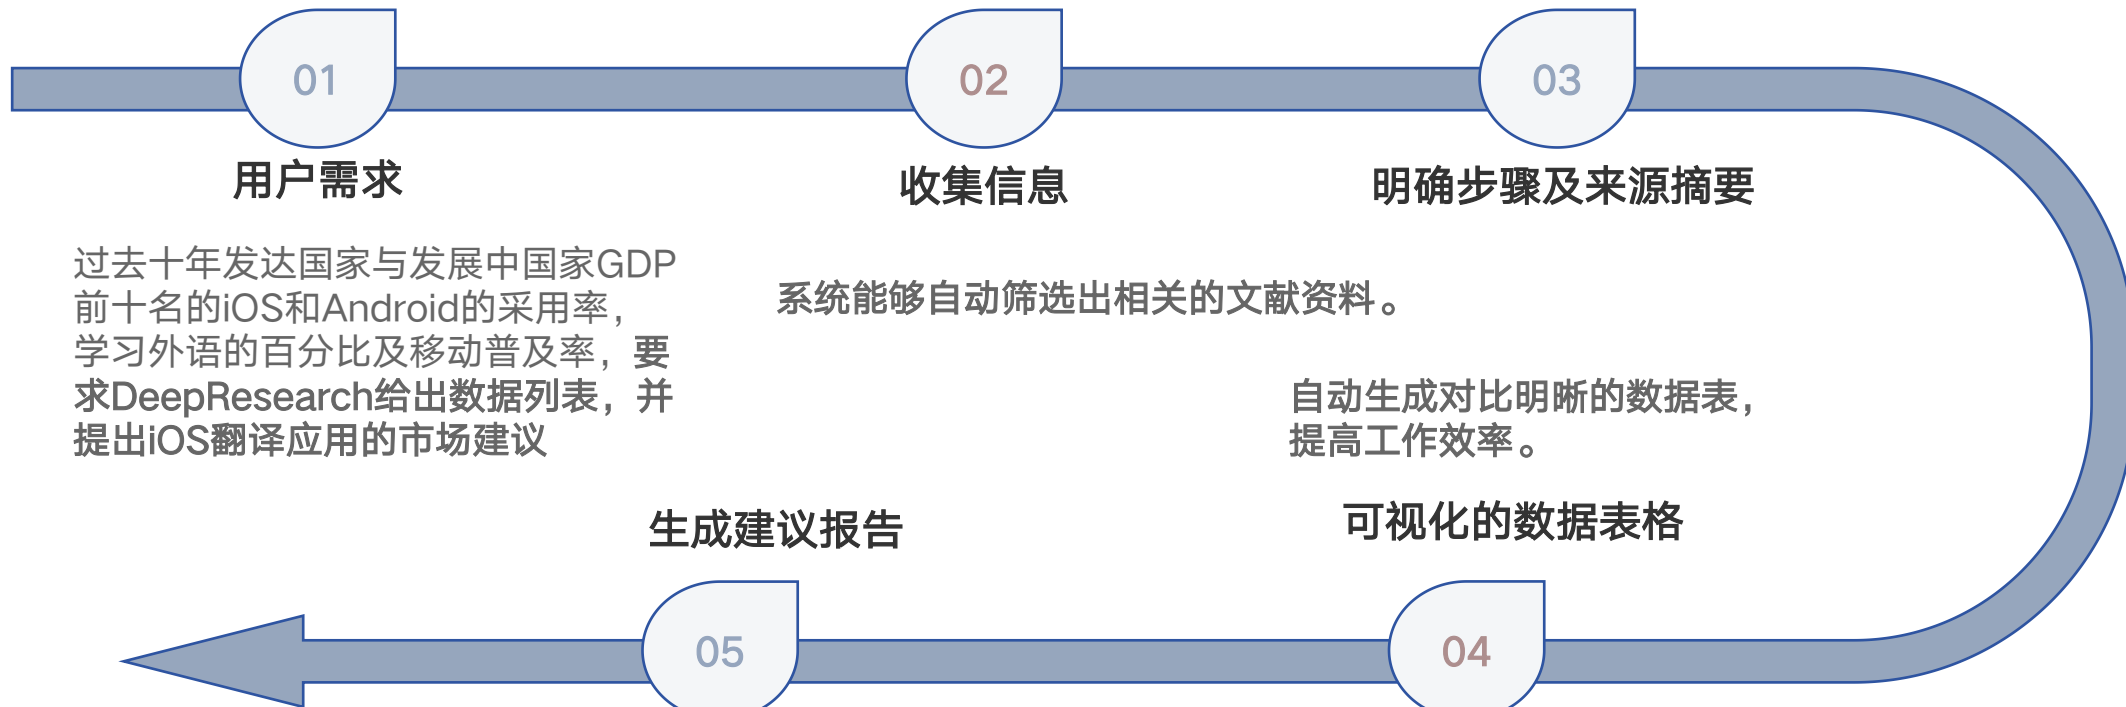 01
02
03
用户需求
收集信息
明确步骤及来源摘要
过去十年发达国家与发展中国家GDP
前十名的iOS和Android的采用率，
学习外语的百分比及移动普及率，要
求DeepResearch给出数据列表，并
提出iOS翻译应用的市场建议
系统能够自动筛选出相关的文献资料。
自动生成对比明晰的数据表，
提高工作效率。
可视化的数据表格
04
生成建议报告
05